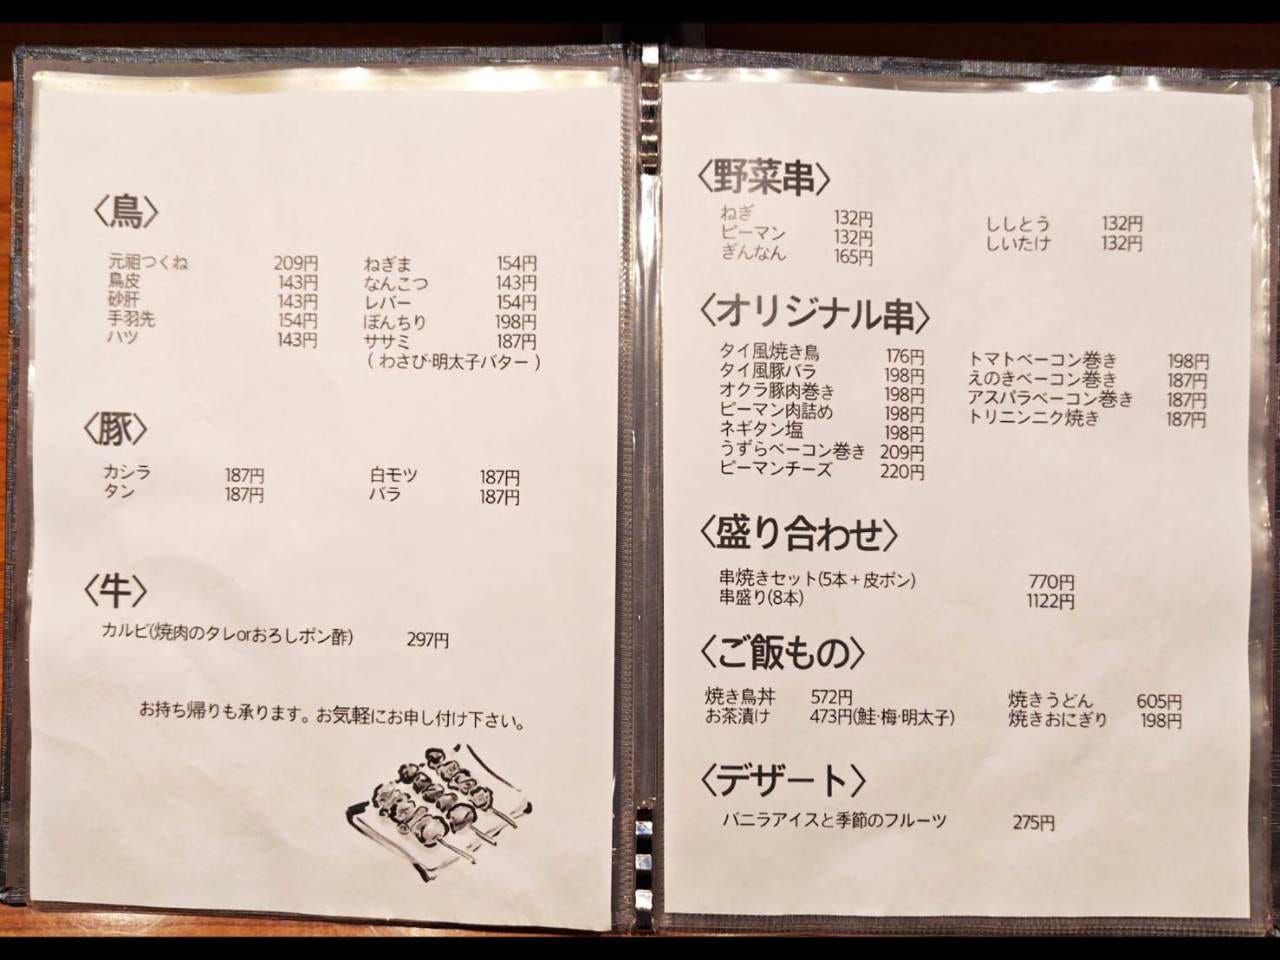 〈鳥〉
元祖つくね 209円 ねぎま 154円
鳥皮 143円 なんこつ 143円
砂肝 143円 レバー 154円
手羽先 154円 ぼんちり 198円
ハツ 143円 ササミ 187円
( わさび・明太子バター )
〈豚〉
カシラ 187円 白モツ 187円
タン 187円 バラ 187円
〈牛〉
カルビ(焼肉のタレorおろしポン酢) 297円
お持ち帰りも承ります。お気軽にお申し付け下さい。
〈野菜串〉
ねぎ 132円 ししとう 132円
ピーマン 132円 しいたけ 132円
ぎんなん 165円
〈オリジナル串〉
タイ風焼き鳥 176円 トマトベーコン巻き 198円
タイ風豚バラ 198円 えのきベーコン巻き 187円
オクラ豚肉巻き 198円 アスパラベーコン巻き 187円
ピーマン肉詰め 198円 トリニンニク焼き 187円
ネギタン塩 198円
うずらベーコン巻き 209円
ピーマンチーズ 220円
〈盛り合わせ〉
串焼きセット(5本+皮ポン) 770円
串盛り(8本) 1122円
〈ご飯もの〉
焼き鳥丼 572円 焼きうどん 605円
お茶漬け 473円(鮭・梅・明太子) 焼きおにぎり 198円
〈デザート〉
バニラアイスと季節のフルーツ 275円